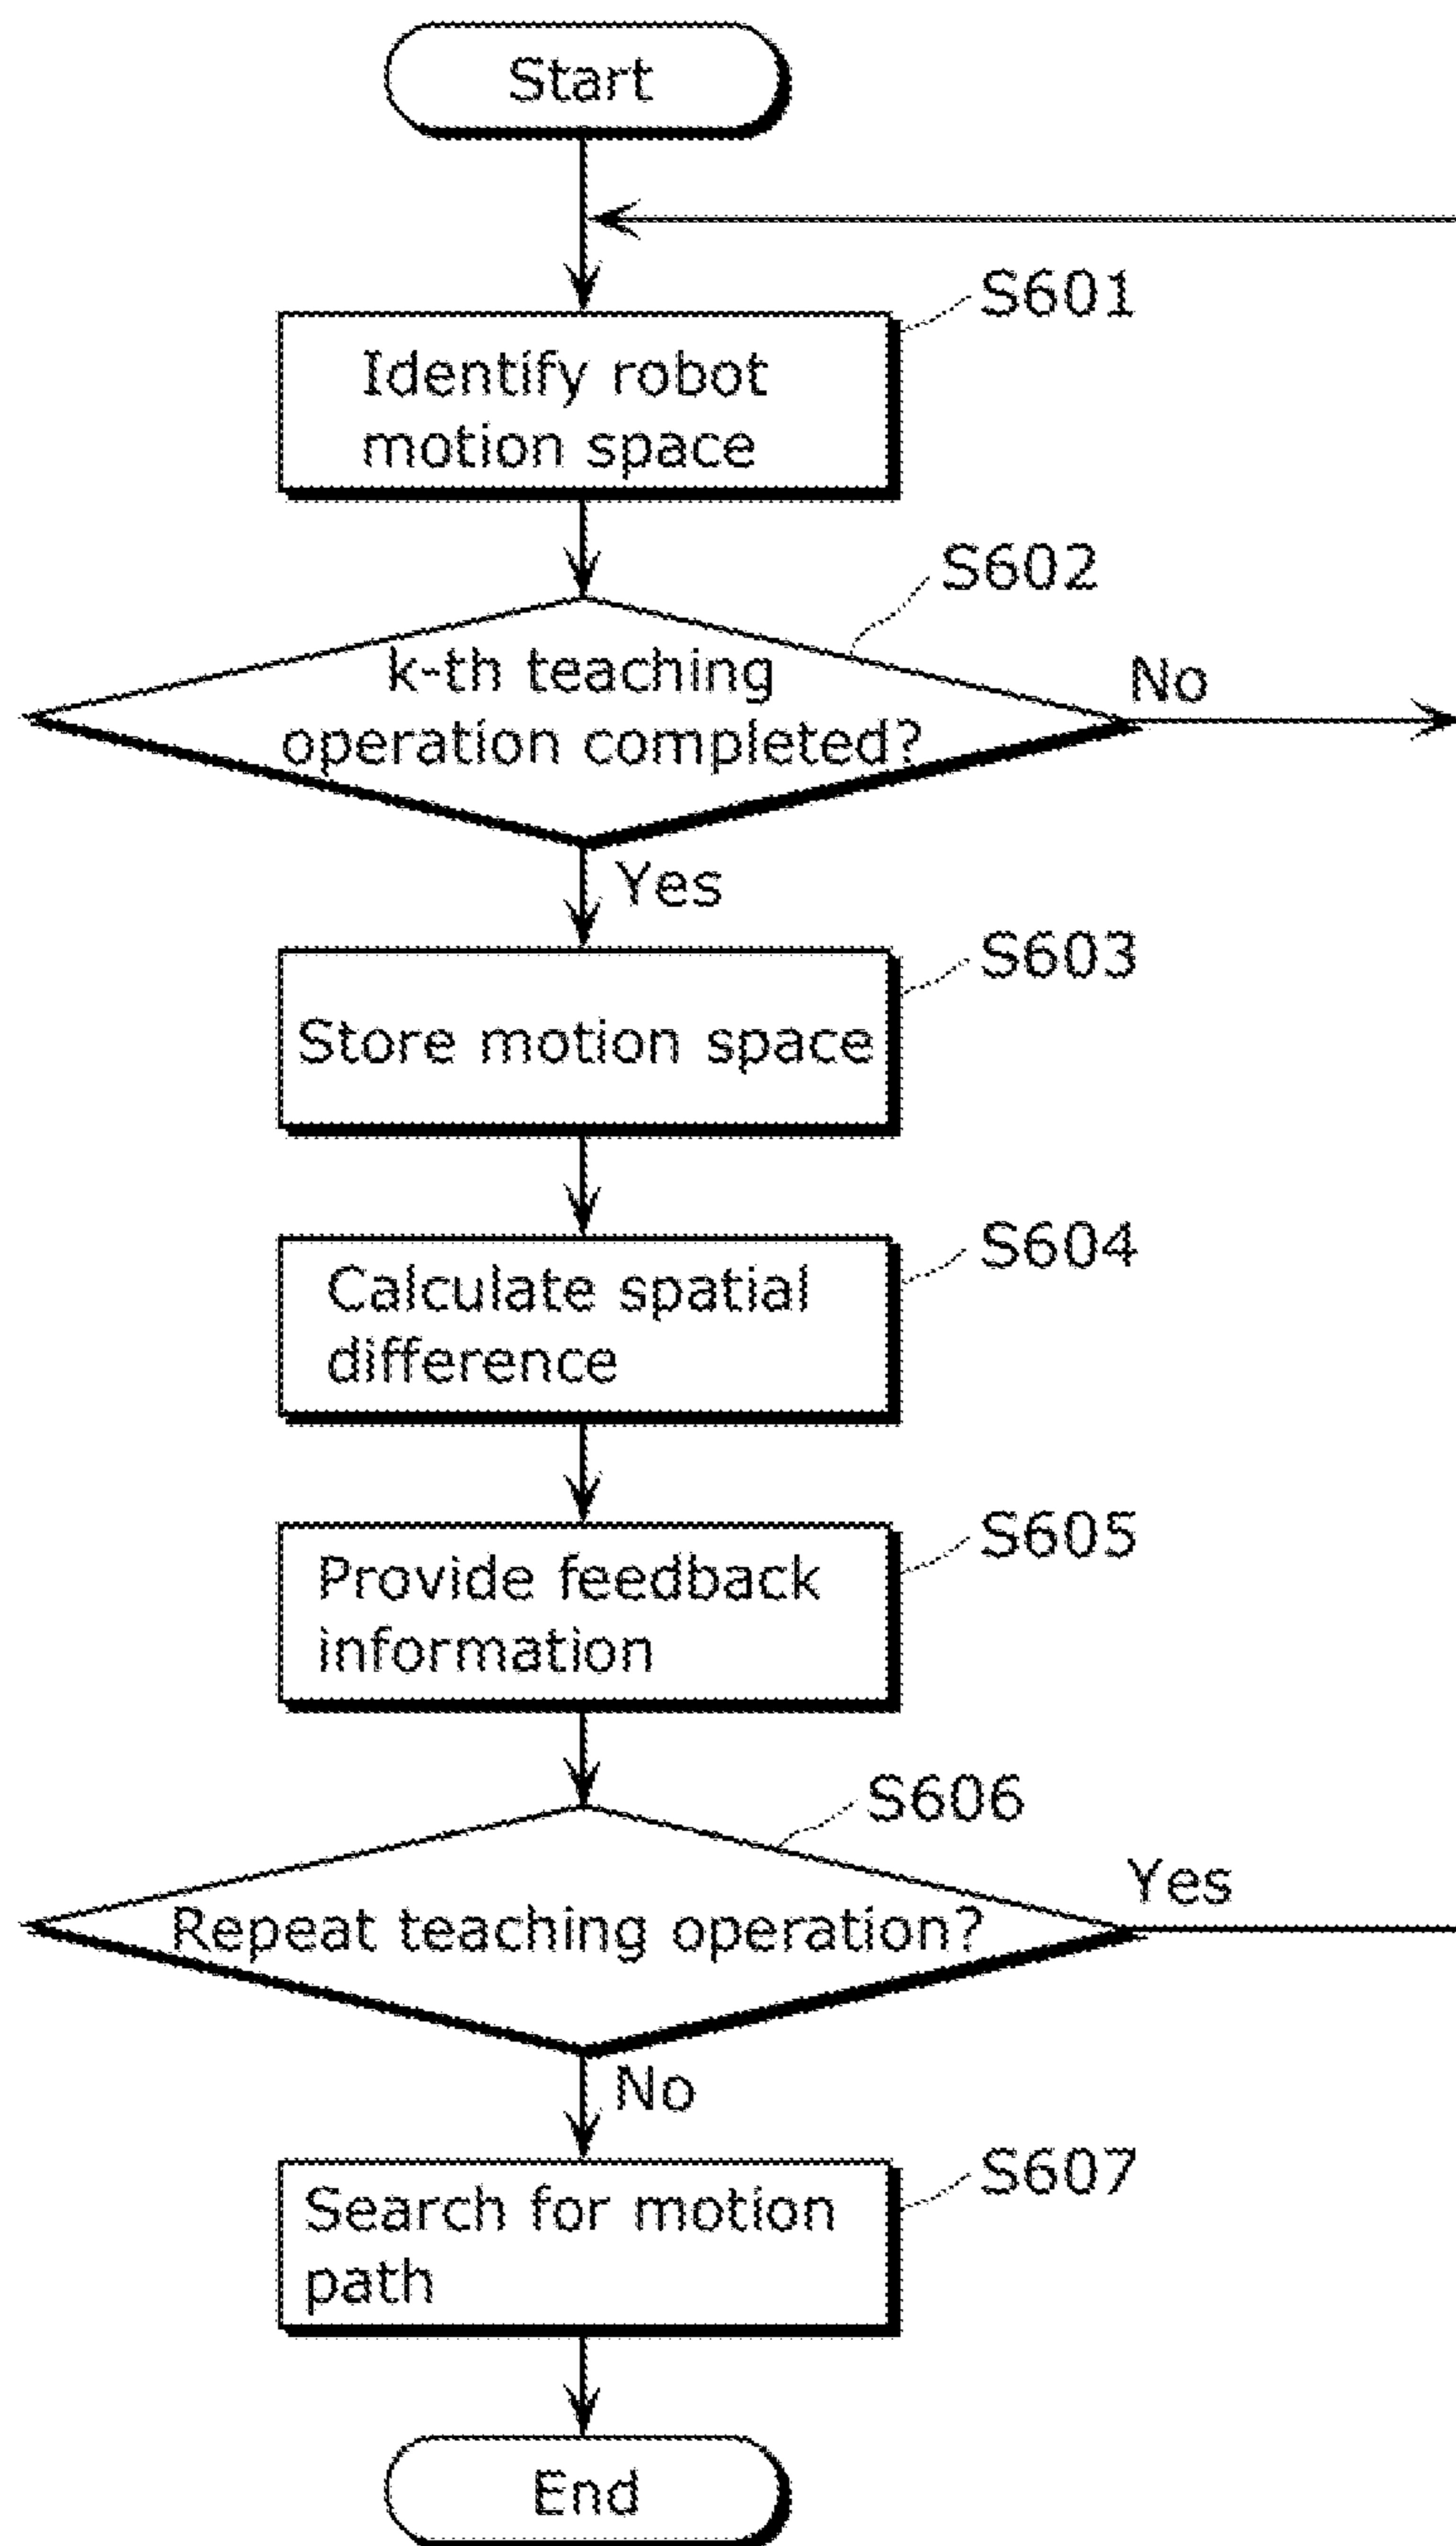 Start
S601
Identify robot
motion space
S602
k-th teaching
operation completed?
No
Yes
S603
Store motion space
S604
Calculate spatial
difference
S605
Provide feedback
information
S606
Repeat teaching operation?
Yes
No
S607
Search for motion
path
End